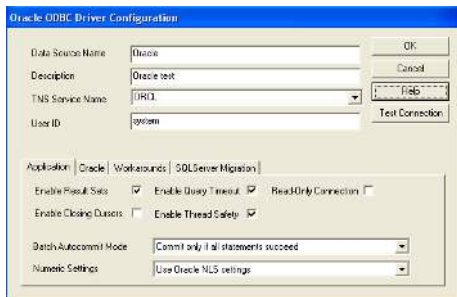 Oracle ODBC Driver Configuration
Data Source Name Oracle OK
Description Oracle test Cancel
TNS Service Name ORCL Help
User ID system Test Connection
Application Oracle Workarounds SQLServer Migration
Enable Result Sets Enable Query Timeout Read-Only Connection
Enable Closing Cursors Enable Thread Safety
Batch Autocommit Mode Commit only if all statements succeed
Numeric Settings Use Oracle NLS settings